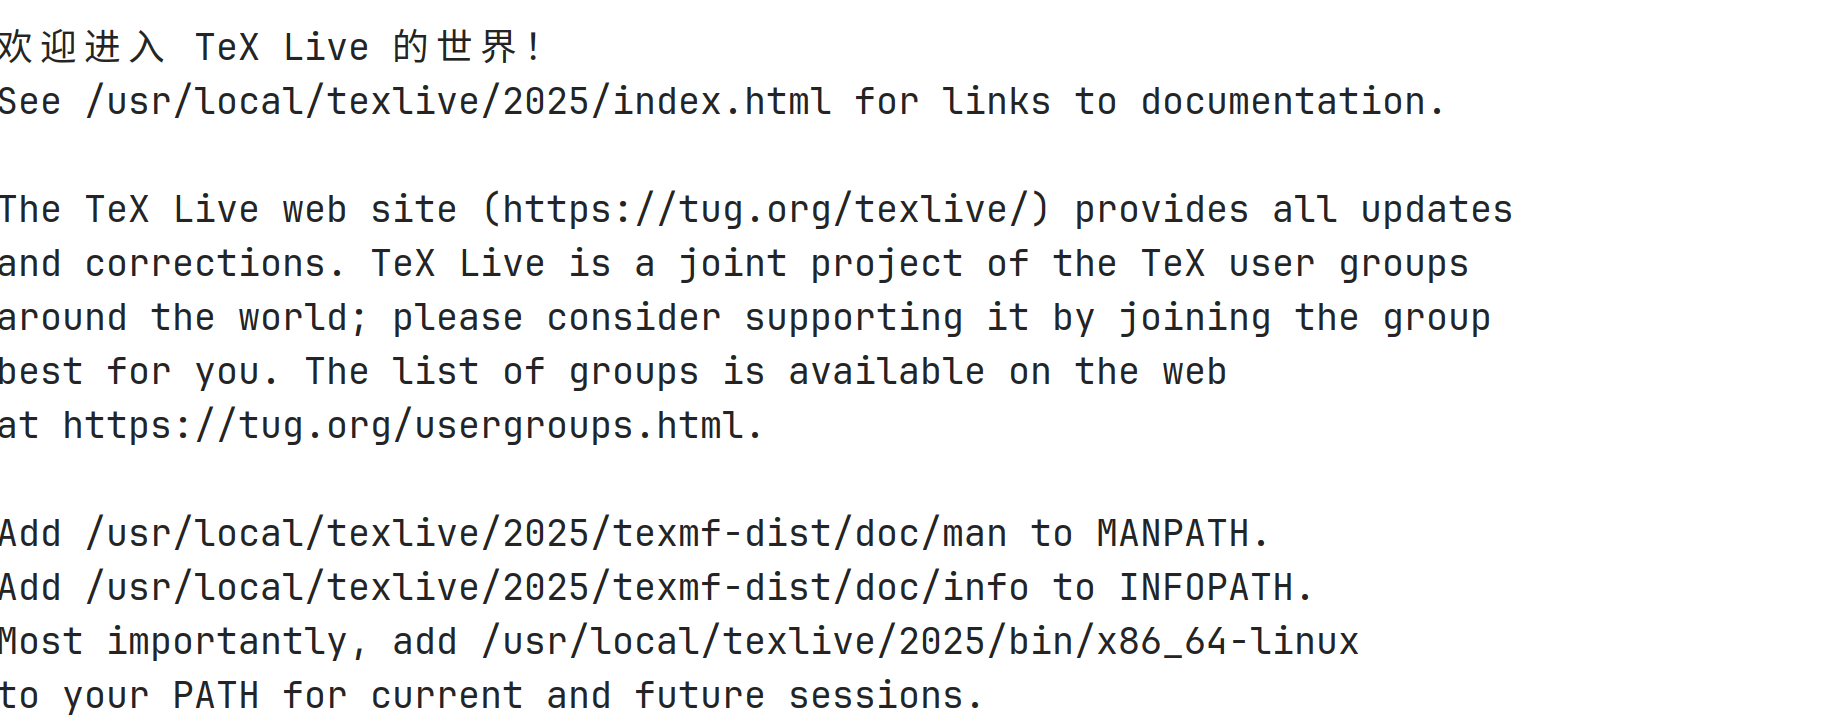 欢迎进入 TeX Live 的世界！
See /usr/local/texlive/2025/index.html for links to documentation.
The TeX Live web site (https://tug.org/texlive/) provides all updates
and corrections. TeX Live is a joint project of the TeX user groups
around the world; please consider supporting it by joining the group
best for you. The list of groups is available on the web
at https://tug.org/usergroups.html.
Add /usr/local/texlive/2025/texmf-dist/doc/man to MANPATH.
Add /usr/local/texlive/2025/texmf-dist/doc/info to INFOPATH.
Most importantly, add /usr/local/texlive/2025/bin/x86_64-linux
to your PATH for current and future sessions.